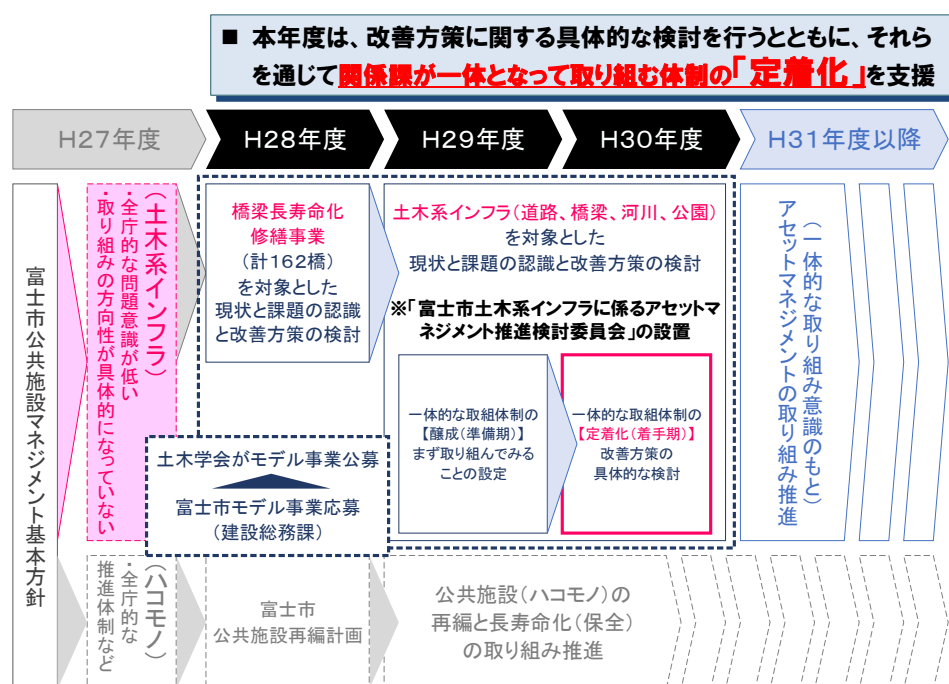 ■ 本年度は、改善方策に関する具体的な検討を行うとともに、それら
を通じて関係課が一体となって取り組む体制の「定着化」を支援
H27年度
H28年度
H29年度
H30年度
H31年度以降
富士市公共施設マネジメント基本方針
(土木系インフラ)
・全庁的な問題意識が低い
・取り組みの方向性が具体的になっていない
橋梁長寿命化
修繕事業
(計162橋)
を対象とした
現状と課題の認識
と改善方策の検討
土木系インフラ(道路、橋梁、河川、公園)
を対象とした
現状と課題の認識と改善方策の検討
※「富士市土木系インフラに係るアセットマ
ネジメント推進検討委員会」の設置
一体的な取組体制の
【醸成(準備期)】
まず取り組んでみる
ことの設定
一体的な取組体制の
【定着化(着手期)】
改善方策の
具体的な検討
(一体的な取り組み意識のもと)
アセットマネジメントの取り組み推進
土木学会がモデル事業公募
富士市モデル事業応募
(建設総務課)
(ハコモノ)
・全庁的な
推進体制など
富士市
公共施設再編計画
公共施設(ハコモノ)の
再編と長寿命化(保全)
の取り組み推進